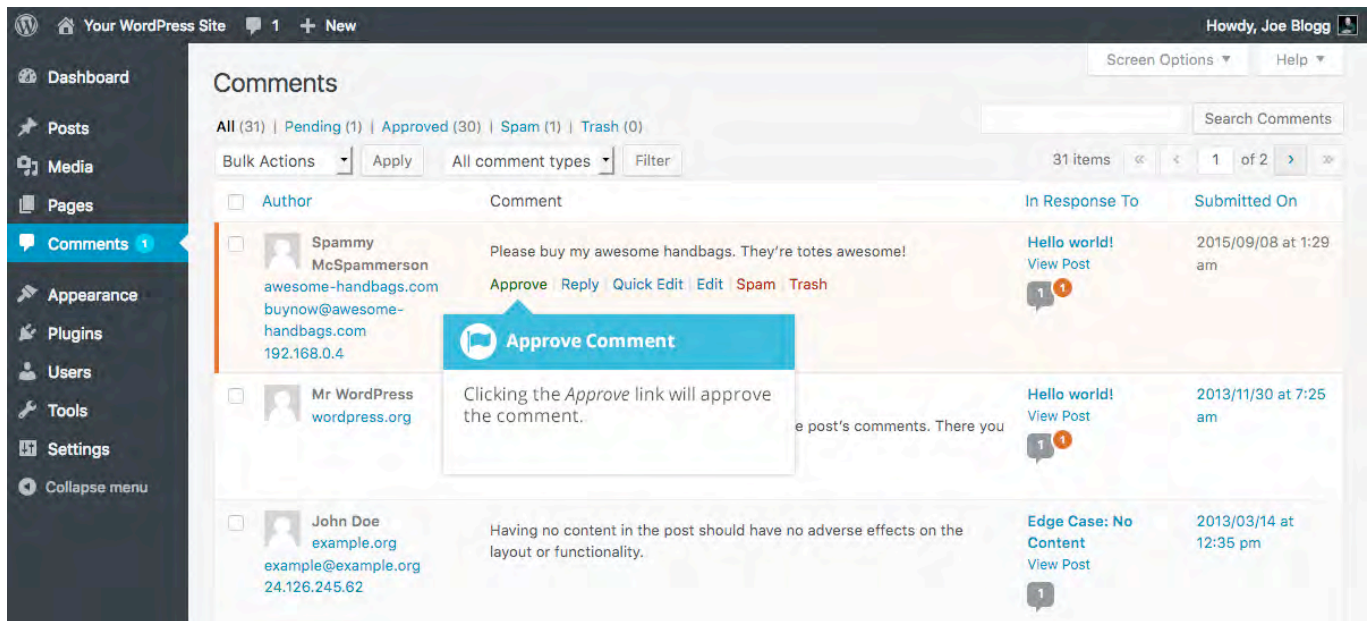 Your WordPress Site 1 + New Howdy, Joe Blogg
Screen Options ▼ Help ▼
Dashboard
Posts
Media
Pages
Comments 1
Appearance
Plugins
Users
Tools
Settings
Collapse menu
Comments
All (31) | Pending (1) | Approved (30) | Spam (1) | Trash (0)
Search Comments
Bulk Actions Apply All comment types Filter
31 items « ‹ 1 of 2 › »
Author Comment In Response To Submitted On
Spammy
McSpammerson
awesome-handbags.com
buynow@awesome-
handbags.com
192.168.0.4
Please buy my awesome handbags. They're totes awesome!
Approve | Reply | Quick Edit | Edit | Spam | Trash
Hello world!
View Post
1 1
2015/09/08 at 1:29
am
Approve Comment
Clicking the Approve link will approve
the comment.
Mr WordPress
wordpress.org
e post's comments. There you
Hello world!
View Post
1 1
2013/11/30 at 7:25
am
John Doe
example.org
example@example.org
24.126.245.62
Having no content in the post should have no adverse effects on the
layout or functionality.
Edge Case: No
Content
View Post
1
2013/03/14 at
12:35 pm